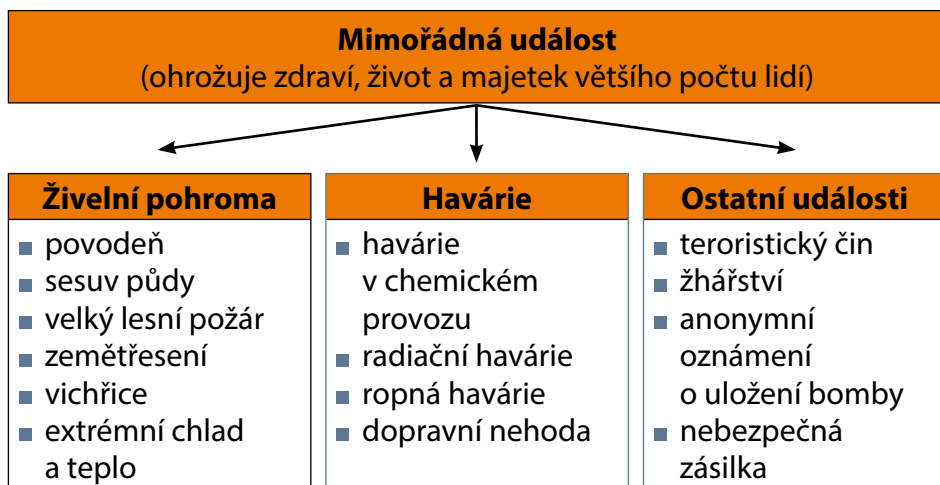 Mimořádná událost
(ohrožuje zdraví, život a majetek většího počtu lidí)
Živelní pohroma
povodeň
sesuv půdy
velký lesní požár
zemětřesení
vichřice
extrémní chlad
a teplo
Havárie
havárie
v chemickém
provozu
radiační havárie
ropná havárie
dopravní nehoda
Ostatní události
teroristický čin
žhářství
anonymní
oznámení
o uložení bomby
nebezpečná
zásilka